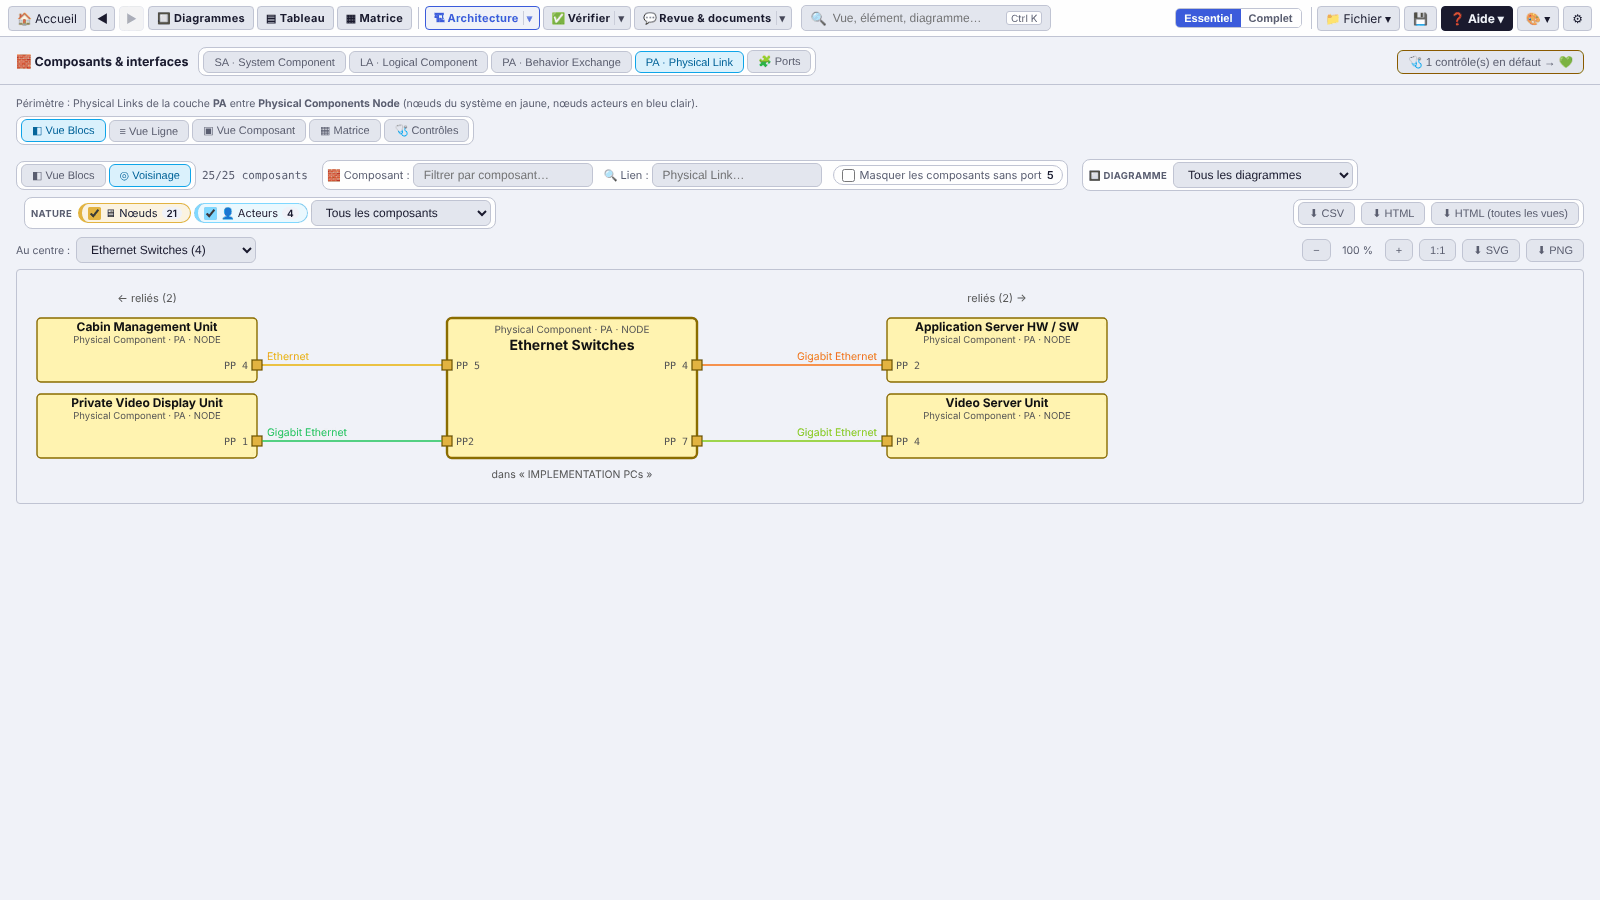 🏠 Accueil ◀ ▶ 🔲 Diagrammes ▤ Tableau ▦ Matrice 🏗 Architecture ▾ ✅ Vérifier ▾ 💬 Revue & documents ▾ 🔍 Vue, élément, diagramme… Ctrl K Essentiel Complet 📁 Fichier ▾ 💾 ❓ Aide ▾ 🎨 ▾ ⚙
🧱 Composants & interfaces SA · System Component LA · Logical Component PA · Behavior Exchange PA · Physical Link 🧩 Ports 🩺 1 contrôle(s) en défaut → 💚
Périmètre : Physical Links de la couche PA entre Physical Components Node (nœuds du système en jaune, nœuds acteurs en bleu clair).
◧ Vue Blocs ≡ Vue Ligne ▣ Vue Composant ▦ Matrice 🩺 Contrôles
◧ Vue Blocs ◎ Voisinage 25/25 composants 🧱 Composant : Filtrer par composant… 🔍 Lien : Physical Link… Masquer les composants sans port 5 🔲 DIAGRAMME Tous les diagrammes
NATURE 🖥 Nœuds 21 👤 Acteurs 4 Tous les composants ⬇ CSV ⬇ HTML ⬇ HTML (toutes les vues)
Au centre : Ethernet Switches (4) − 100 % + 1:1 ⬇ SVG ⬇ PNG
← reliés (2) reliés (2) →
Cabin Management Unit
Physical Component · PA · NODE
PP 4
Ethernet
Private Video Display Unit
Physical Component · PA · NODE
PP 1
Gigabit Ethernet
Physical Component · PA · NODE
Ethernet Switches
PP 5 PP 4
PP2 PP 7
dans « IMPLEMENTATION PCs »
Gigabit Ethernet
Application Server HW / SW
Physical Component · PA · NODE
PP 2
Gigabit Ethernet
Video Server Unit
Physical Component · PA · NODE
PP 4